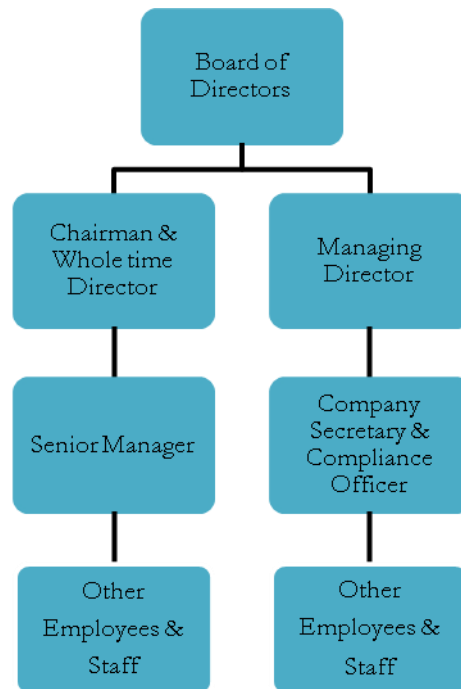 Board of
Directors
Chairman &
Whole time
Director
Managing
Director
Senior Manager
Company
Secretary &
Compliance
Officer
Other
Employees &
Staff
Other
Employees &
Staff